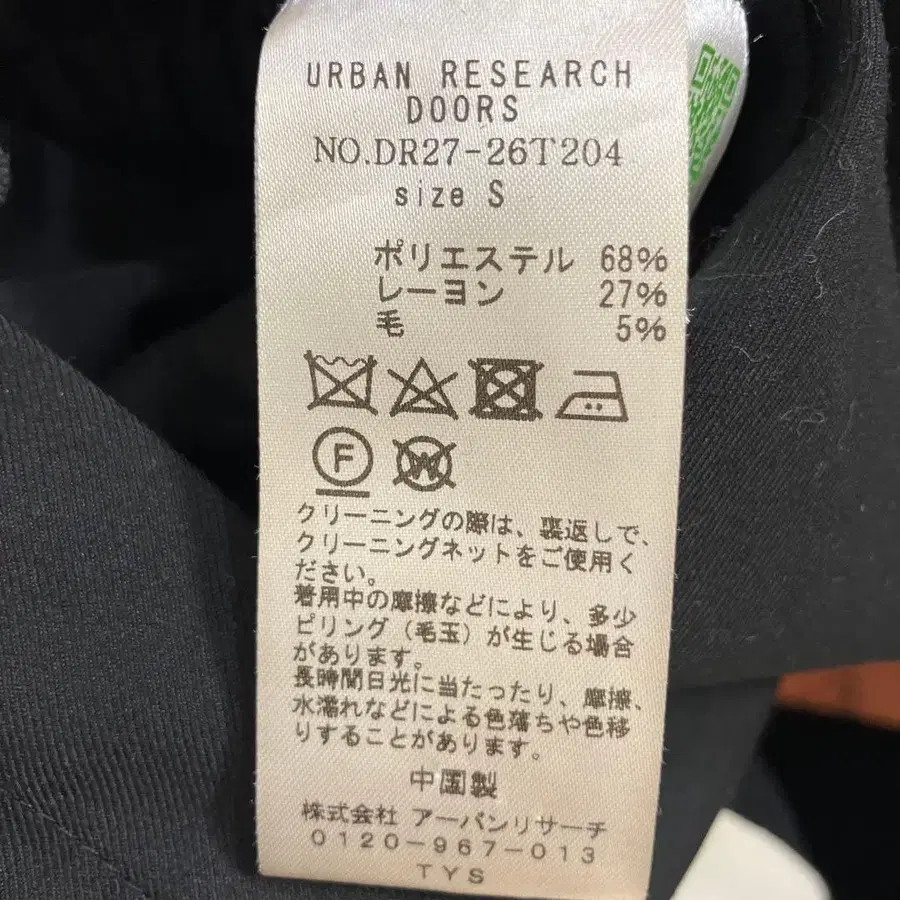 URBAN RESEARCH
DOORS
NO.DR27-26T204
size S
ポリエステル 68%
レーヨン 27%
毛 5%
F W
クリーニングの際は、裏返しで、
クリーニングネットをご使用く
ださい。
着用中の摩擦などにより、多少
ピリング（毛玉）が生じる場合
があります。
長時間日光に当たったり、摩擦、
水濡れなどによる色落ちや色移
りすることがあります。
中国製
株式会社 アーバンリサーチ
0120-967-013
TYS